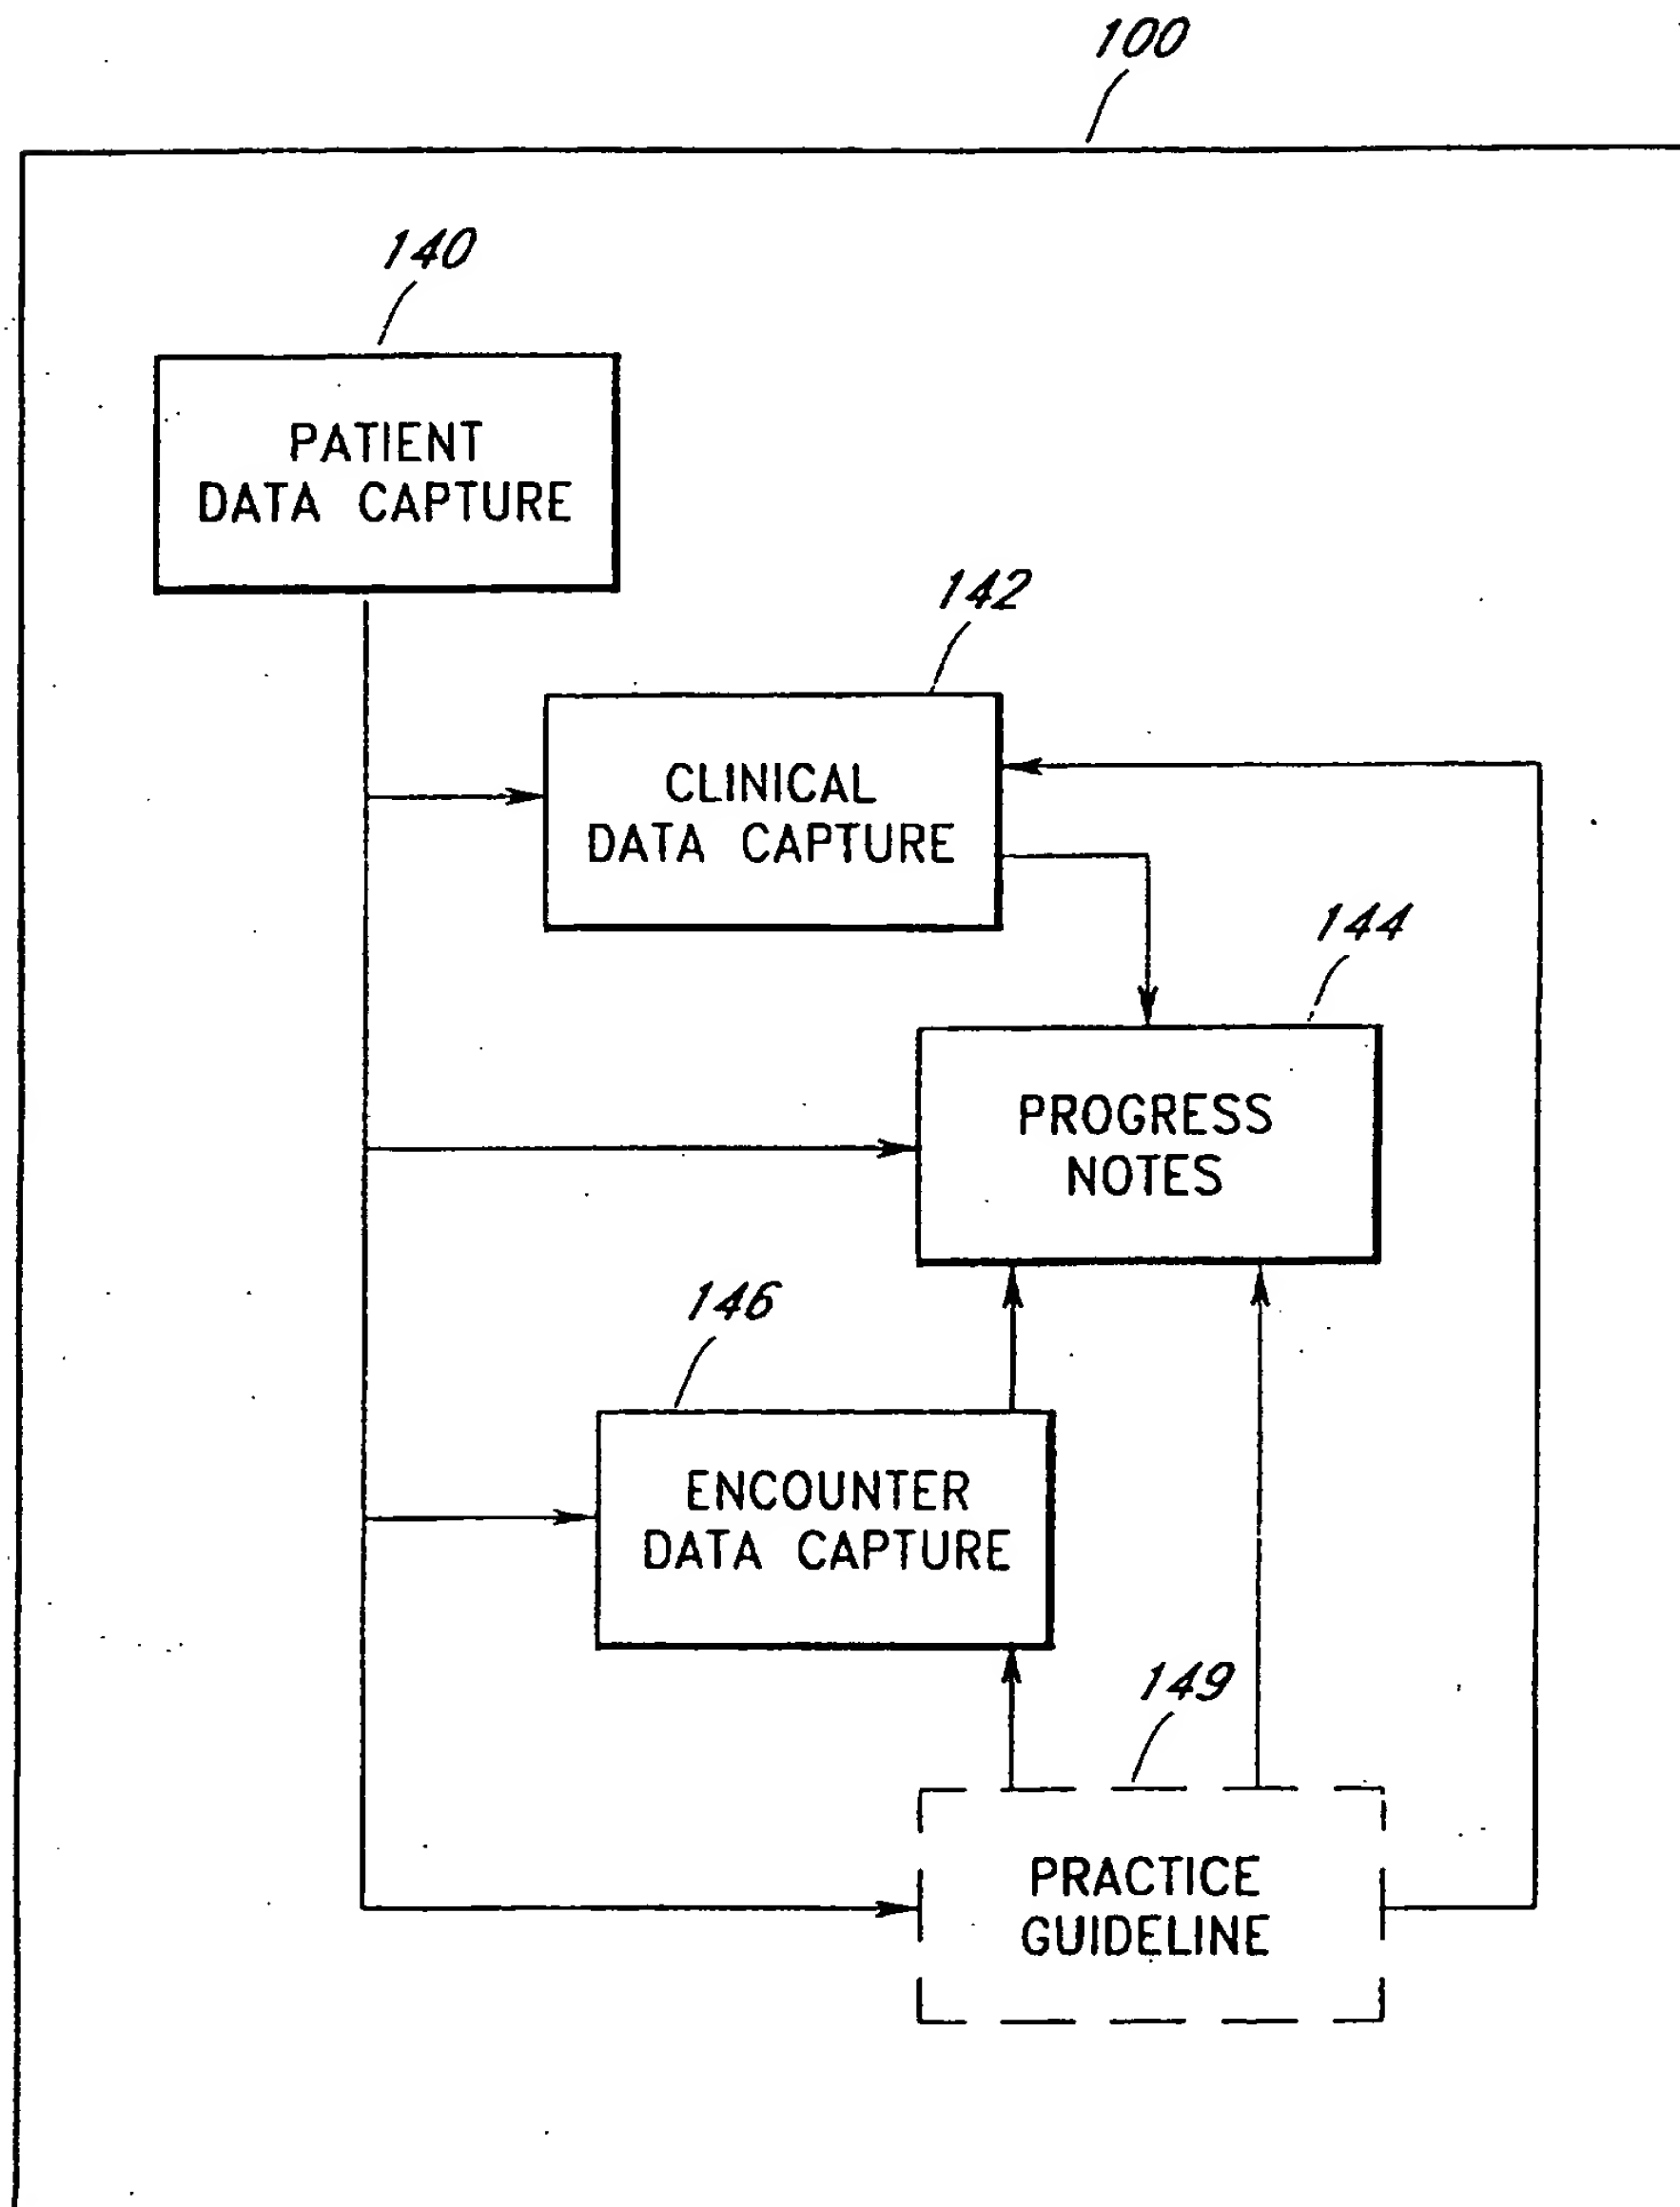 100
140
PATIENT
DATA CAPTURE
142
CLINICAL
DATA CAPTURE
144
PROGRESS
NOTES
146
ENCOUNTER
DATA CAPTURE
149
PRACTICE
GUIDELINE